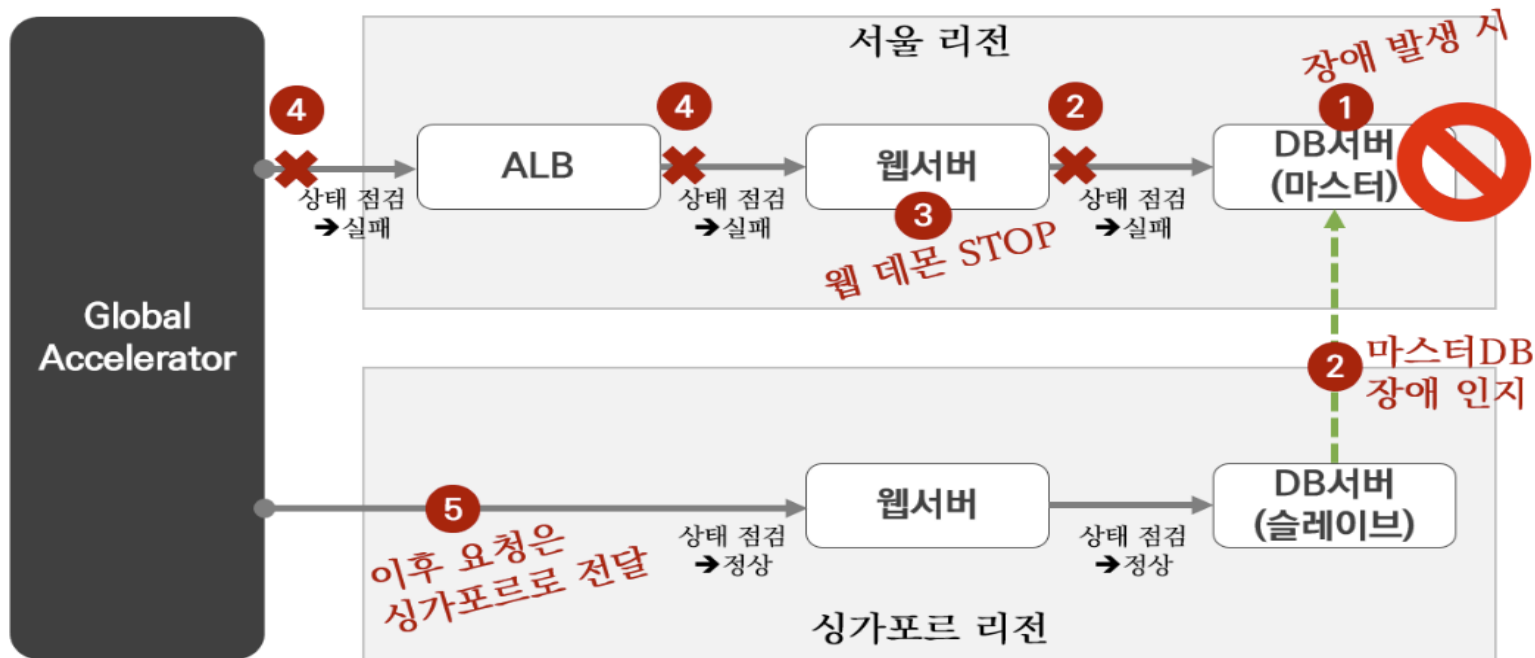 서울 리전
장애 발생 시
4
4
2
1
ALB
웹서버
DB서버
(마스터)
상태 점검
➔실패
상태 점검
➔실패
3
상태 점검
➔실패
웹 데몬 STOP
Global
Accelerator
2
마스터DB
장애 인지
5
웹서버
DB서버
(슬레이브)
상태 점검
➔정상
상태 점검
➔정상
이후 요청은
싱가포르로 전달
싱가포르 리전